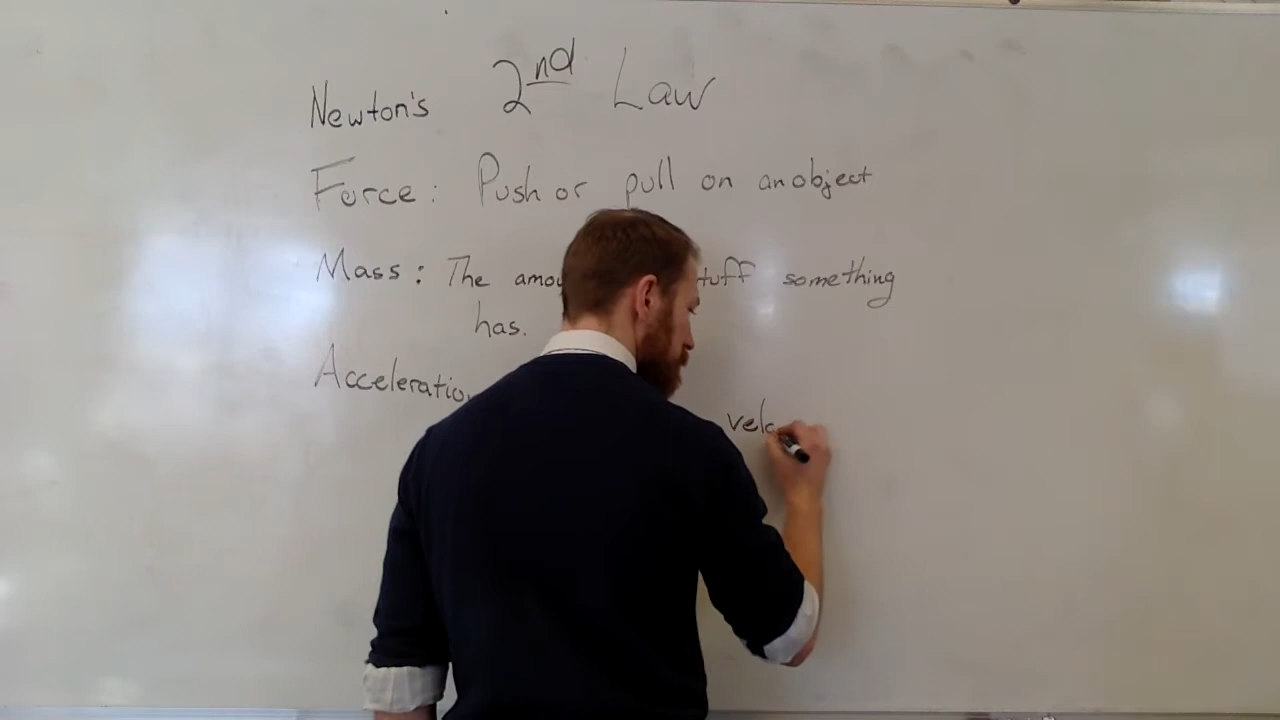 Newton's 2nd Law
Force: Push or pull on an object
Mass: The amou tuff something
has.
Acceleratio velo